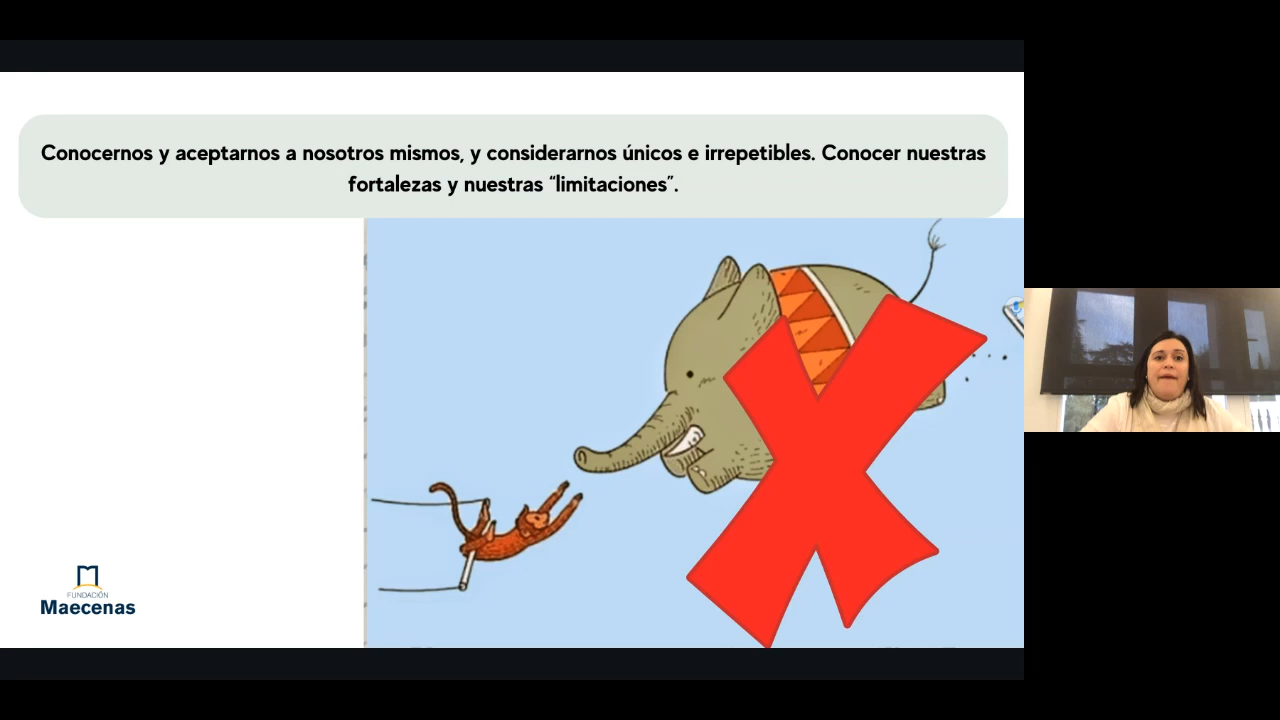 Conocernos y aceptarnos a nosotros mismos, y considerarnos únicos e irrepetibles. Conocer nuestras
fortalezas y nuestras “limitaciones”.
FUNDACIÓN
Maecenas